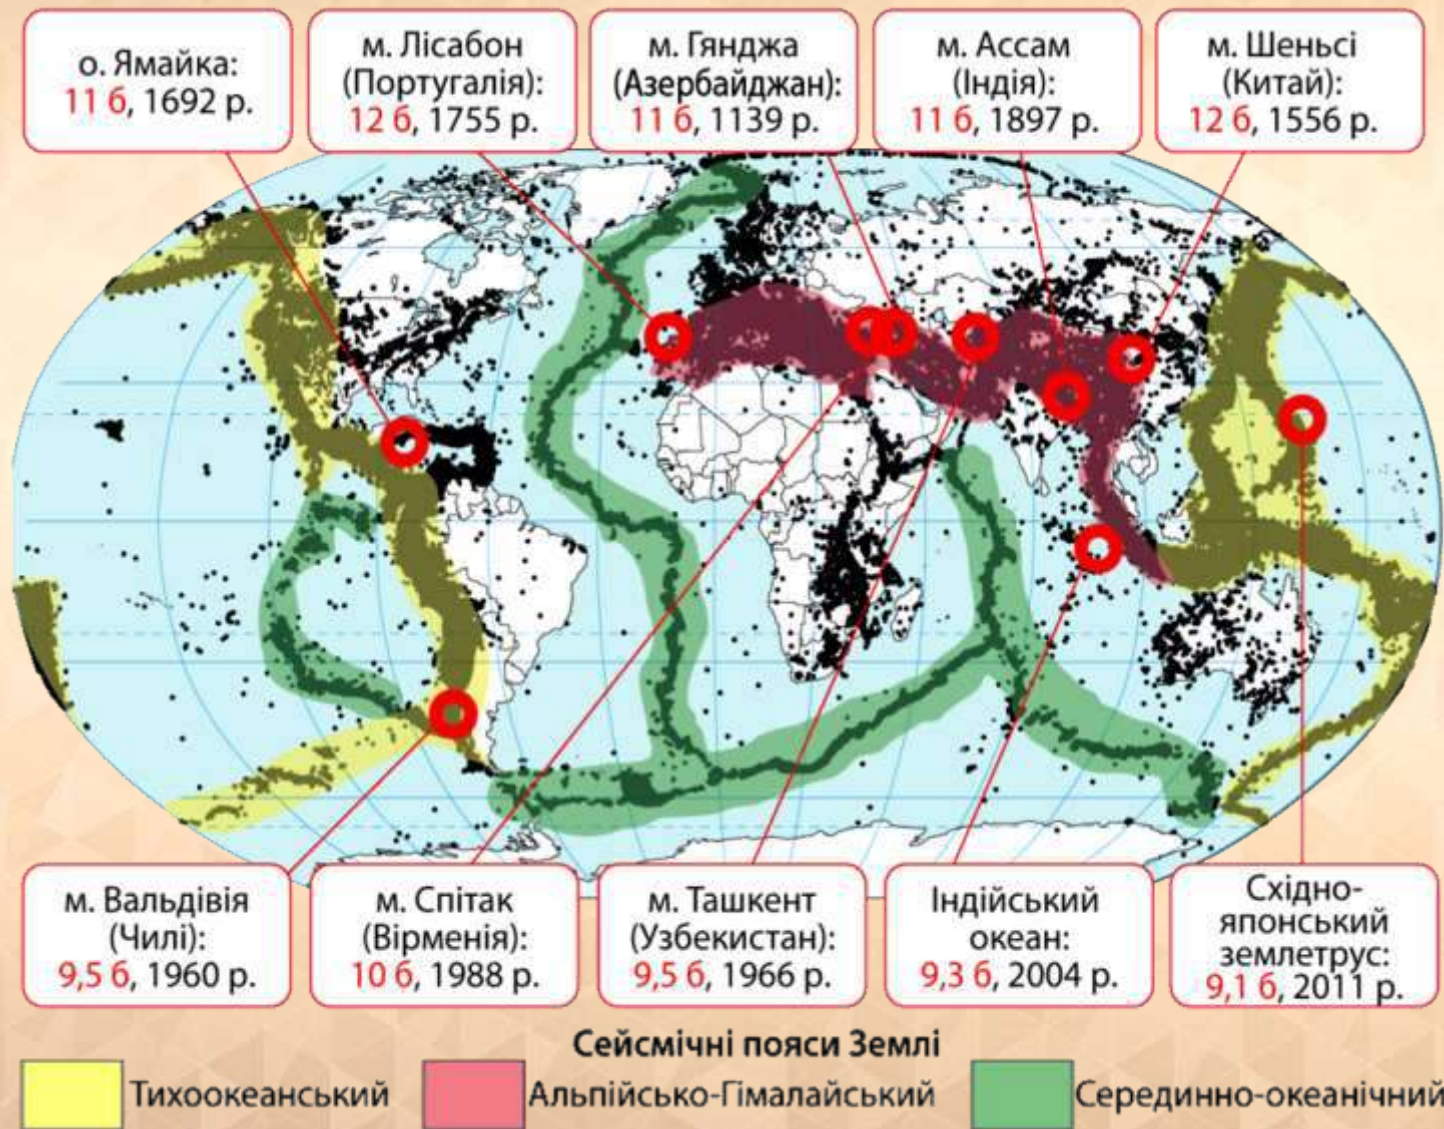 о. Ямайка:
11 б, 1692 р.
м. Лісабон
(Португалія):
12 б, 1755 р.
м. Гянджа
(Азербайджан):
11 б, 1139 р.
м. Ассам
(Індія):
11 б, 1897 р.
м. Шеньсі
(Китай):
12 б, 1556 р.
м. Вальдівія
(Чилі):
9,5 б, 1960 р.
м. Спітак
(Вірменія):
10 б, 1988 р.
м. Ташкент
(Узбекистан):
9,5 б, 1966 р.
Індійський
океан:
9,3 б, 2004 р.
Східно-
японський
землетрус:
9,1 б, 2011 р.
Сейсмічні пояси Землі
Тихоокеанський
Альпійсько-Гімалайський
Серединно-океанічний